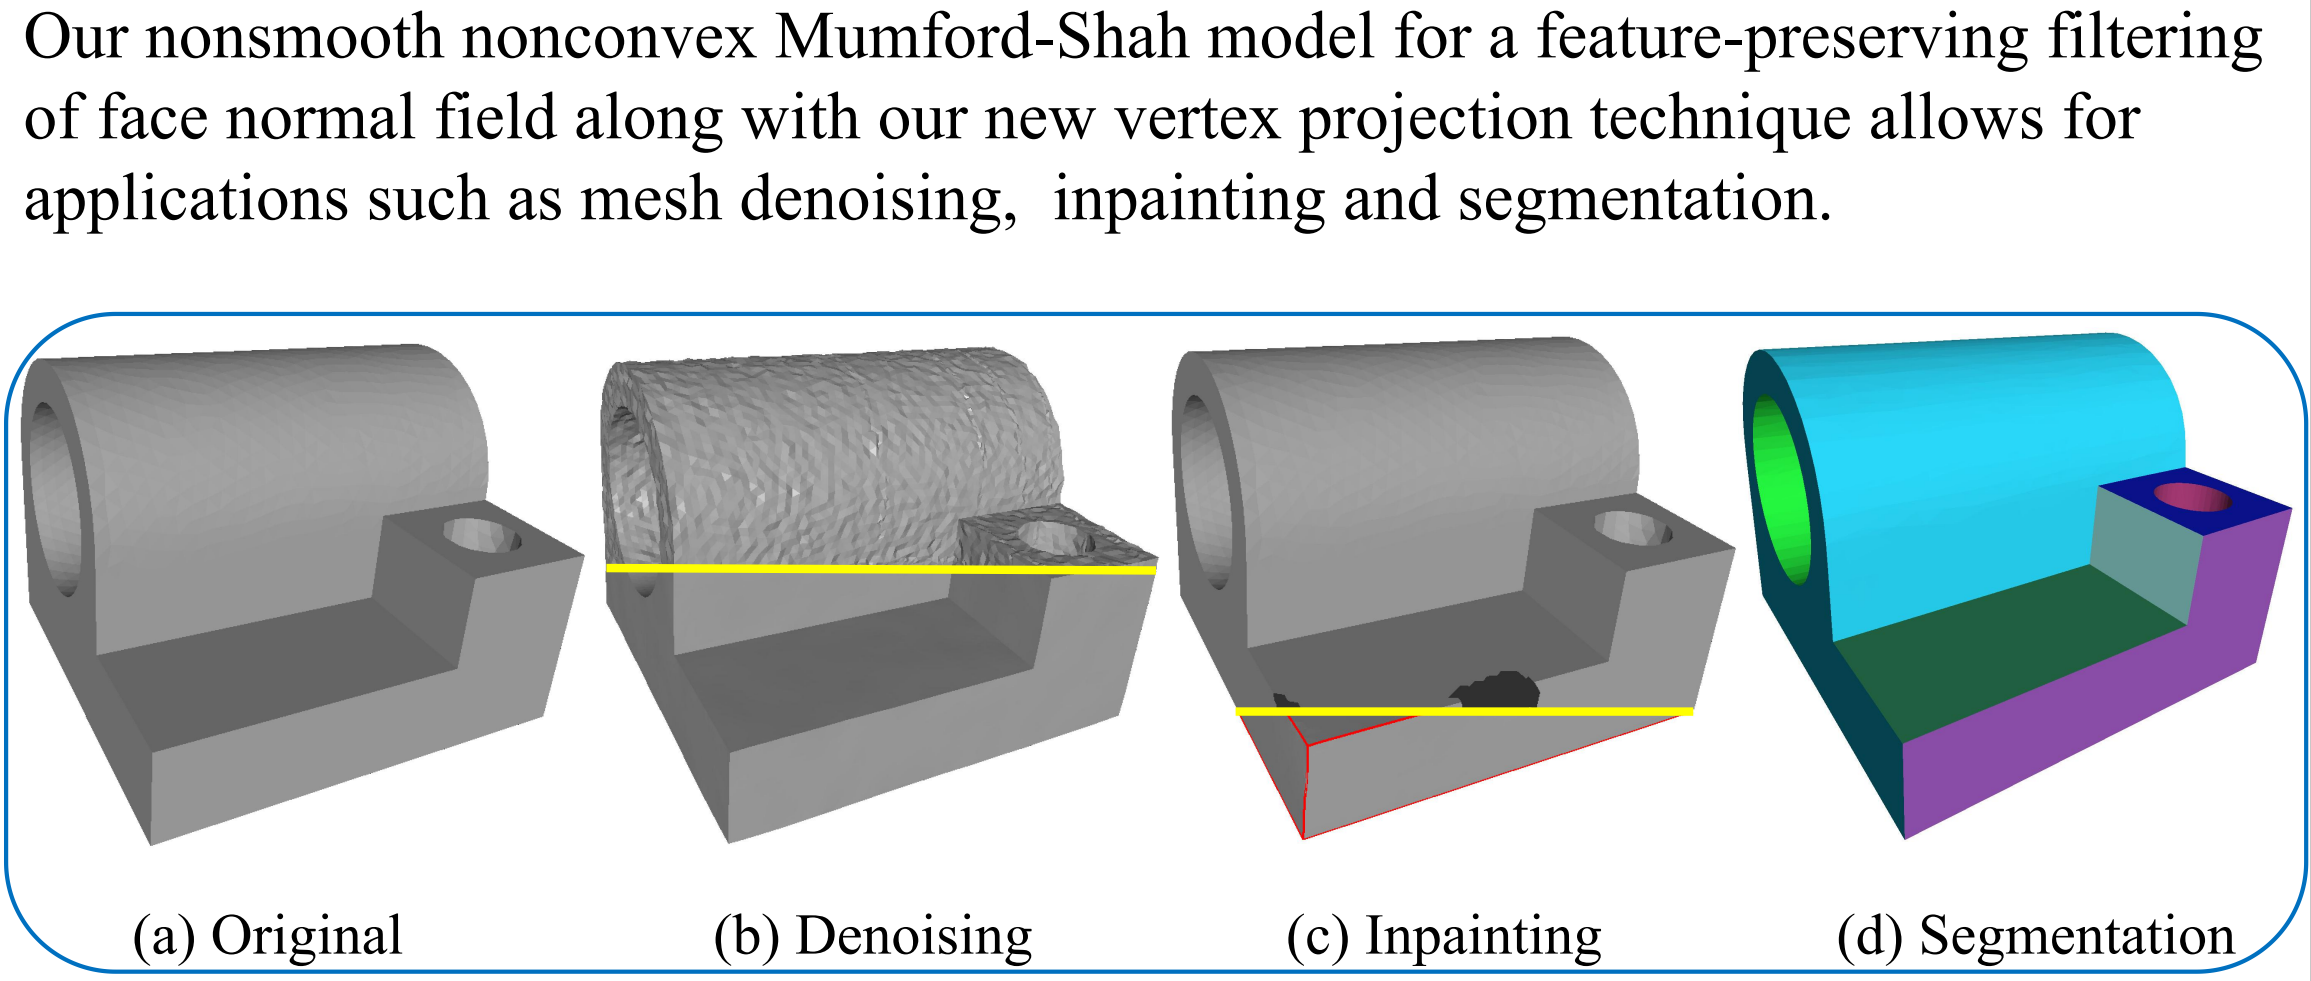 Our nonsmooth nonconvex Mumford-Shah model for a feature-preserving filtering
of face normal field along with our new vertex projection technique allows for
applications such as mesh denoising,  inpainting and segmentation.
(a) Original
(b) Denoising
(c) Inpainting
(d) Segmentation